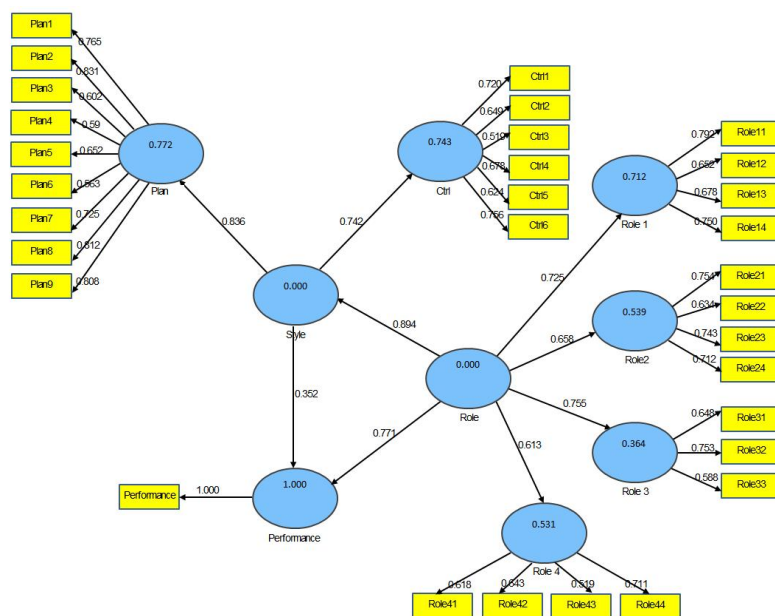 Plan1
0.765
Plan2
0.831
Plan3
0.602
Plan4
0.59
Plan5
0.652
Plan6
0.563
Plan7
0.725
Plan8
0.812
Plan9
0.808
0.772
Plan
0.836
0.742
0.743
Ctrl
0.720
Ctrl1
0.649
Ctrl2
0.519
Ctrl3
0.678
Ctrl4
0.624
Ctrl5
0.756
Ctrl6
0.712
Role 1
0.792
Role11
0.652
Role12
0.678
Role13
0.750
Role14
0.725
0.000
Style
0.894
0.658
0.539
Role2
0.754
Role21
0.634
Role22
0.743
Role23
0.712
Role24
0.352
0.000
Role
0.755
0.771
0.613
0.364
Role 3
0.648
Role31
0.753
Role32
0.588
Role33
Performance
1.000
1.000
Performance
0.531
Role 4
0.618
0.643
0.519
0.711
Role41
Role42
Role43
Role44